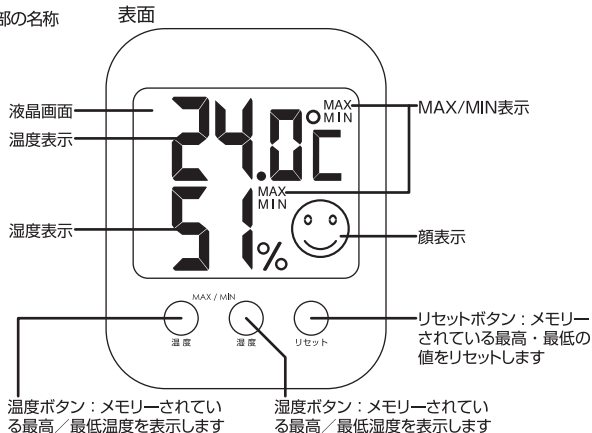 部の名称
表面
液晶画面
温度表示
湿度表示
24.0℃
MAX
MIN
51%
MAX
MIN
MAX/MIN表示
顔表示
MAX / MIN
温度
湿度
リセット
リセットボタン：メモリー
されている最高・最低の
値をリセットします
温度ボタン：メモリーされてい
る最高／最低温度を表示します
湿度ボタン：メモリーされてい
る最高／最低湿度を表示します